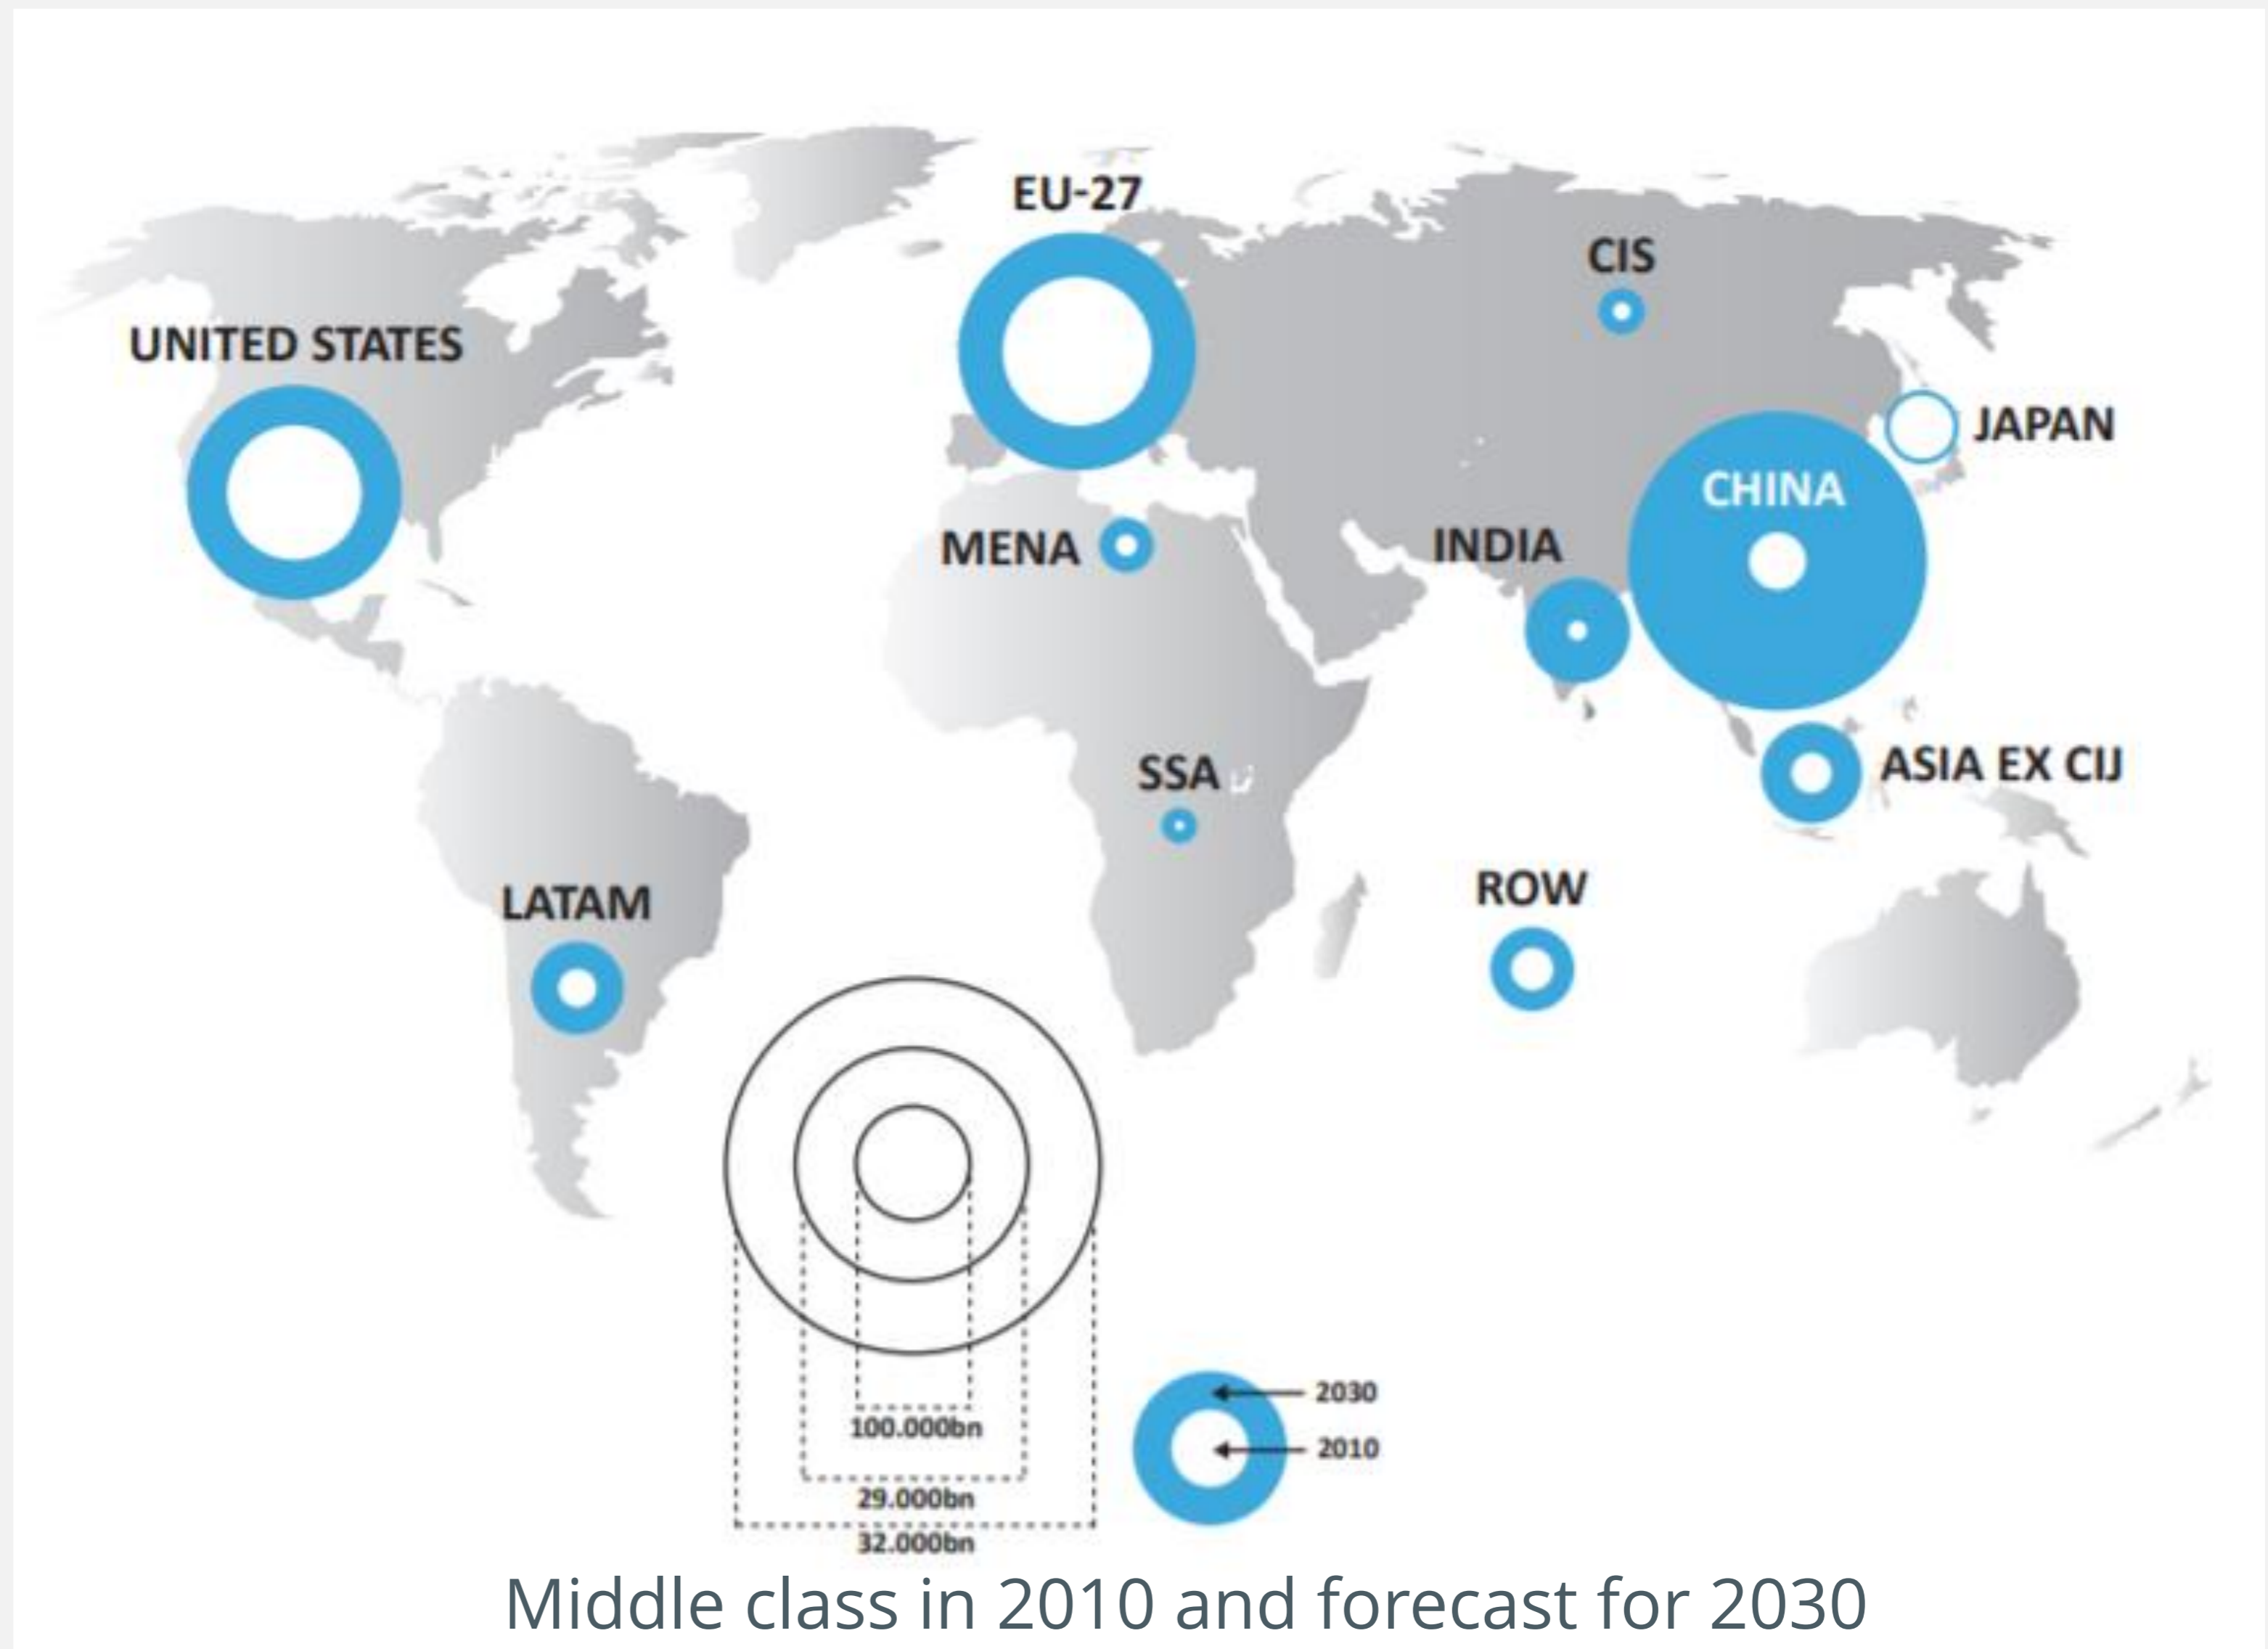 EU-27
CIS
UNITED STATES
JAPAN
CHINA
MENA
INDIA
SSA
ASIA EX CIJ
ROW
LATAM
2030
100.000bn
2010
29.000bn
32.000bn
Middle class in 2010 and forecast for 2030